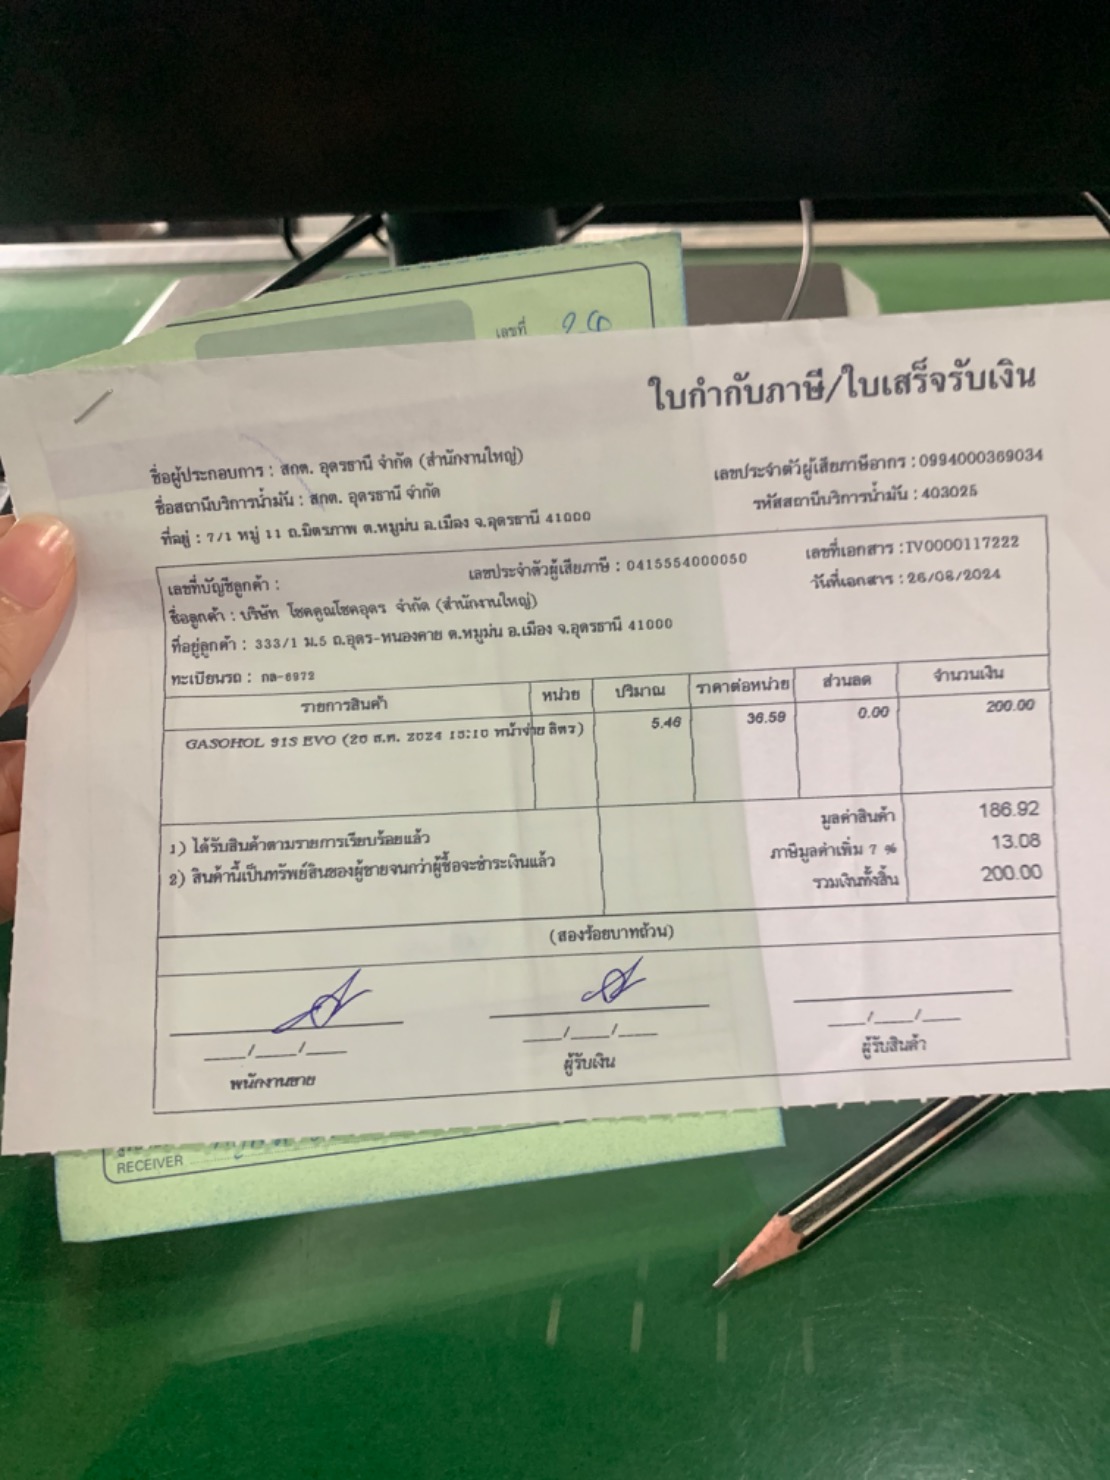 เลขที่
ใบกำกับภาษี/ใบเสร็จรับเงิน
ชื่อผู้ประกอบการ : สกต. อุดรธานี จำกัด (สำนักงานใหญ่)
เลขประจำตัวผู้เสียภาษีอากร : 0994000369034
ชื่อสถานีบริการน้ำมัน : สกต. อุดรธานี จำกัด
รหัสสถานีบริการน้ำมัน : 403025
ที่อยู่ : 7/1 หมู่ 11 ถ.มิตรภาพ ต.หมูม่น อ.เมือง จ.อุดรธานี 41000
เลขที่บัญชีลูกค้า :
เลขประจำตัวผู้เสียภาษี : 0415554000050
เลขที่เอกสาร : IV0000117222
ชื่อลูกค้า : บริษัท โชคคูณโชคอุดร จำกัด (สำนักงานใหญ่)
วันที่เอกสาร : 26/08/2024
ที่อยู่ลูกค้า : 333/1 ม.5 ถ.อุดร-หนองคาย ต.หมูม่น อ.เมือง จ.อุดรธานี 41000
ทะเบียนรถ : กล-6972
รายการสินค้า หน่วย ปริมาณ ราคาต่อหน่วย ส่วนลด จำนวนเงิน
GASOHOL 91S EVO (26 ส.ค. 2024 หน้าจ่าย ลิตร) 5.46 36.59 0.00 200.00
1) ได้รับสินค้าตามรายการเรียบร้อยแล้ว
2) สินค้านี้เป็นทรัพย์สินของผู้ขายจนกว่าผู้ซื้อจะชำระเงินแล้ว
มูลค่าสินค้า 186.92
ภาษีมูลค่าเพิ่ม 7 % 13.08
รวมเงินทั้งสิ้น 200.00
(สองร้อยบาทถ้วน)
___/___/___ ___/___/___ ___/___/___
พนักงานขาย ผู้รับเงิน ผู้รับสินค้า
RECEIVER